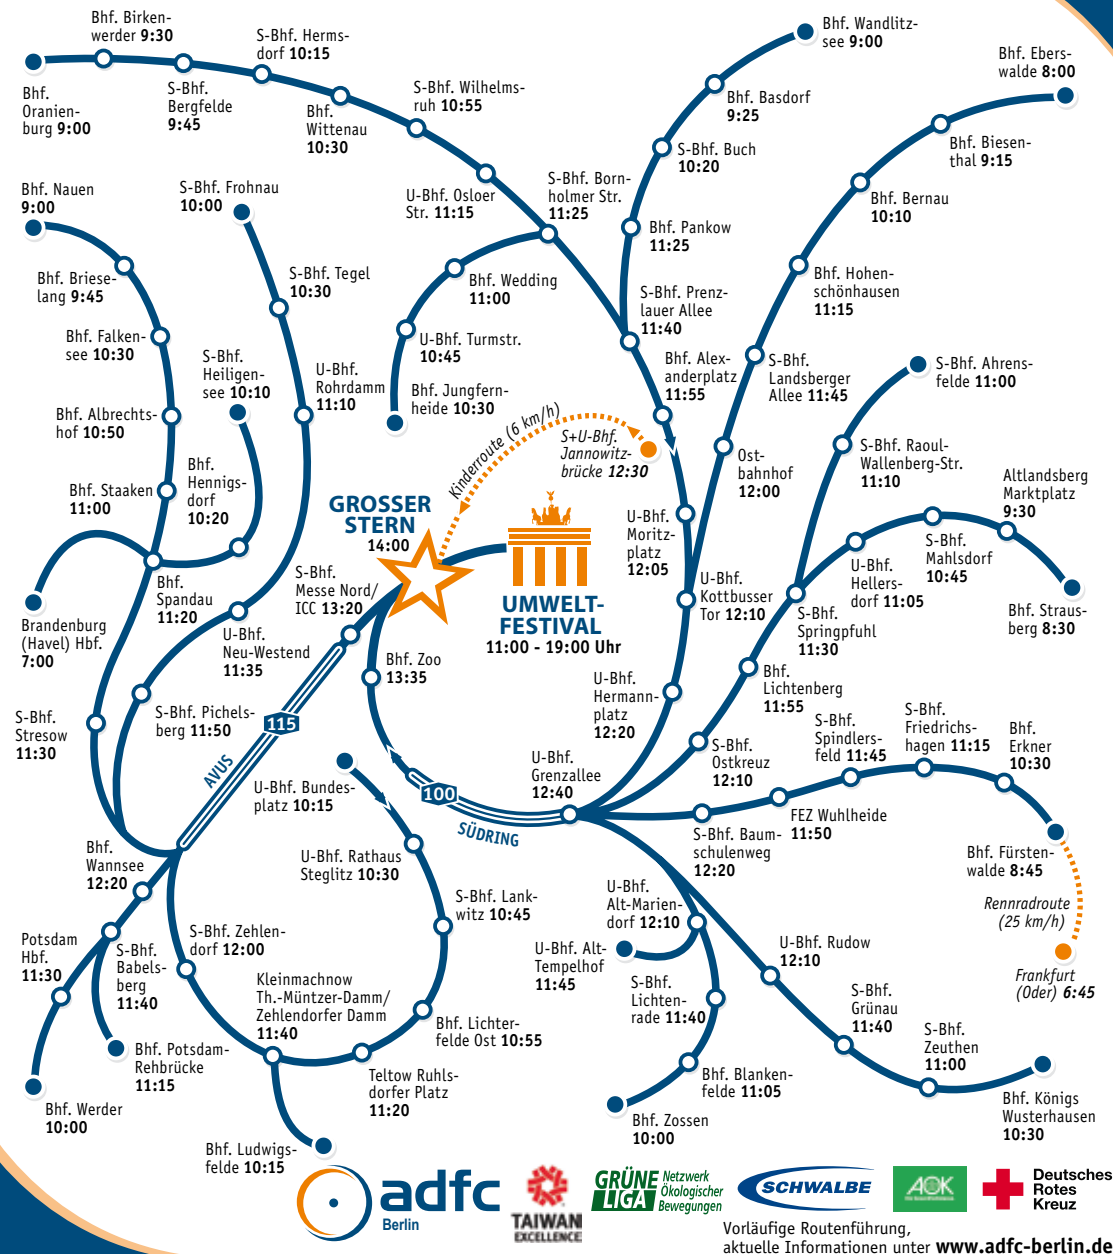 Bhf. Birken-
werder 9:30
S-Bhf. Herms-
dorf 10:15
Bhf. Wandlitz-
see 9:00
Bhf. Ebers-
walde 8:00
Bhf.
Oranien-
burg 9:00
S-Bhf.
Bergfelde
9:45
Bhf.
Wittenau
10:30
S-Bhf. Wilhelms-
ruh 10:55
Bhf. Basdorf
9:25
Bhf. Biesen-
thal 9:15
S-Bhf. Buch
10:20
Bhf. Nauen
9:00
S-Bhf. Frohnau
10:00
U-Bhf. Osloer
Str. 11:15
S-Bhf. Born-
holmer Str.
11:25
Bhf. Pankow
11:25
Bhf. Bernau
10:10
Bhf. Briese-
lang 9:45
S-Bhf. Tegel
10:30
Bhf. Wedding
11:00
S-Bhf. Prenz-
lauer Allee
11:40
Bhf. Hohen-
schönhausen
11:15
Bhf. Falken-
see 10:30
S-Bhf.
Heiligen-
see 10:10
U-Bhf.
Rohrdamm
11:10
U-Bhf. Turmstr.
10:45
Bhf. Jungfern-
heide 10:30
Bhf. Alex-
anderplatz
11:55
S-Bhf.
Landsberger
Allee 11:45
S-Bhf. Ahrens-
felde 11:00
Bhf. Albrechts-
hof 10:50
Kinderroute (6 km/h)
S+U-Bhf.
Jannowitz-
brücke 12:30
Ost-
bahnhof
12:00
S-Bhf. Raoul-
Wallenberg-Str.
11:10
Altlandsberg
Marktplatz
9:30
Bhf. Staaken
11:00
Bhf.
Hennigs-
dorf
10:20
GROSSER
STERN
14:00
U-Bhf.
Moritz-
platz
12:05
S-Bhf.
Mahlsdorf
10:45
U-Bhf.
Hellers-
dorf 11:05
Bhf. Straus-
berg 8:30
Bhf.
Spandau
11:20
S-Bhf.
Messe Nord/
ICC 13:20
UMWELT-
FESTIVAL
11:00 - 19:00 Uhr
U-Bhf.
Kottbusser
Tor 12:10
S-Bhf.
Springpfuhl
11:30
Brandenburg
(Havel) Hbf.
7:00
U-Bhf.
Neu-Westend
11:35
Bhf. Zoo
13:35
U-Bhf.
Hermann-
platz
12:20
Bhf.
Lichtenberg
11:55
S-Bhf.
Stresow
11:30
S-Bhf. Pichels-
berg 11:50
115
AVUS
S-Bhf.
Ostkreuz
12:10
S-Bhf.
Spindlers-
feld 11:45
S-Bhf.
Friedrichs-
hagen 11:15
Bhf.
Erkner
10:30
U-Bhf. Bundes-
platz 10:15
100
SÜDRING
U-Bhf.
Grenzallee
12:40
FEZ Wuhlheide
11:50
S-Bhf. Baum-
schulenweg
12:20
Bhf. Fürsten-
walde 8:45
Bhf.
Wannsee
12:20
U-Bhf. Rathaus
Steglitz 10:30
S-Bhf. Lank-
witz 10:45
U-Bhf.
Alt-Marien-
dorf 12:10
Rennradroute
(25 km/h)
Potsdam
Hbf.
11:30
S-Bhf.
Babels-
berg
11:40
S-Bhf. Zehlen-
dorf 12:00
U-Bhf. Alt-
Tempelhof
11:45
U-Bhf. Rudow
12:10
Frankfurt
(Oder) 6:45
Kleinmachnow
Th.-Müntzer-Damm/
Zehlendorfer Damm
11:40
S-Bhf.
Lichten-
rade 11:40
S-Bhf.
Grünau
11:40
Bhf. Lichter-
felde Ost 10:55
S-Bhf.
Zeuthen
11:00
Bhf. Potsdam-
Rehbrücke
11:15
Teltow Ruhls-
dorfer Platz
11:20
Bhf. Blanken-
felde 11:05
Bhf. Königs
Wusterhausen
10:30
Bhf. Werder
10:00
Bhf. Zossen
10:00
Bhf. Ludwigs-
felde 10:15
adfc
Berlin
TAIWAN
EXCELLENCE
GRÜNE
LIGA
Netzwerk
Ökologischer
Bewegungen
SCHWALBE
AOK
Deutsches
Rotes
Kreuz
Vorläufige Routenführung,
aktuelle Informationen unter www.adfc-berlin.de